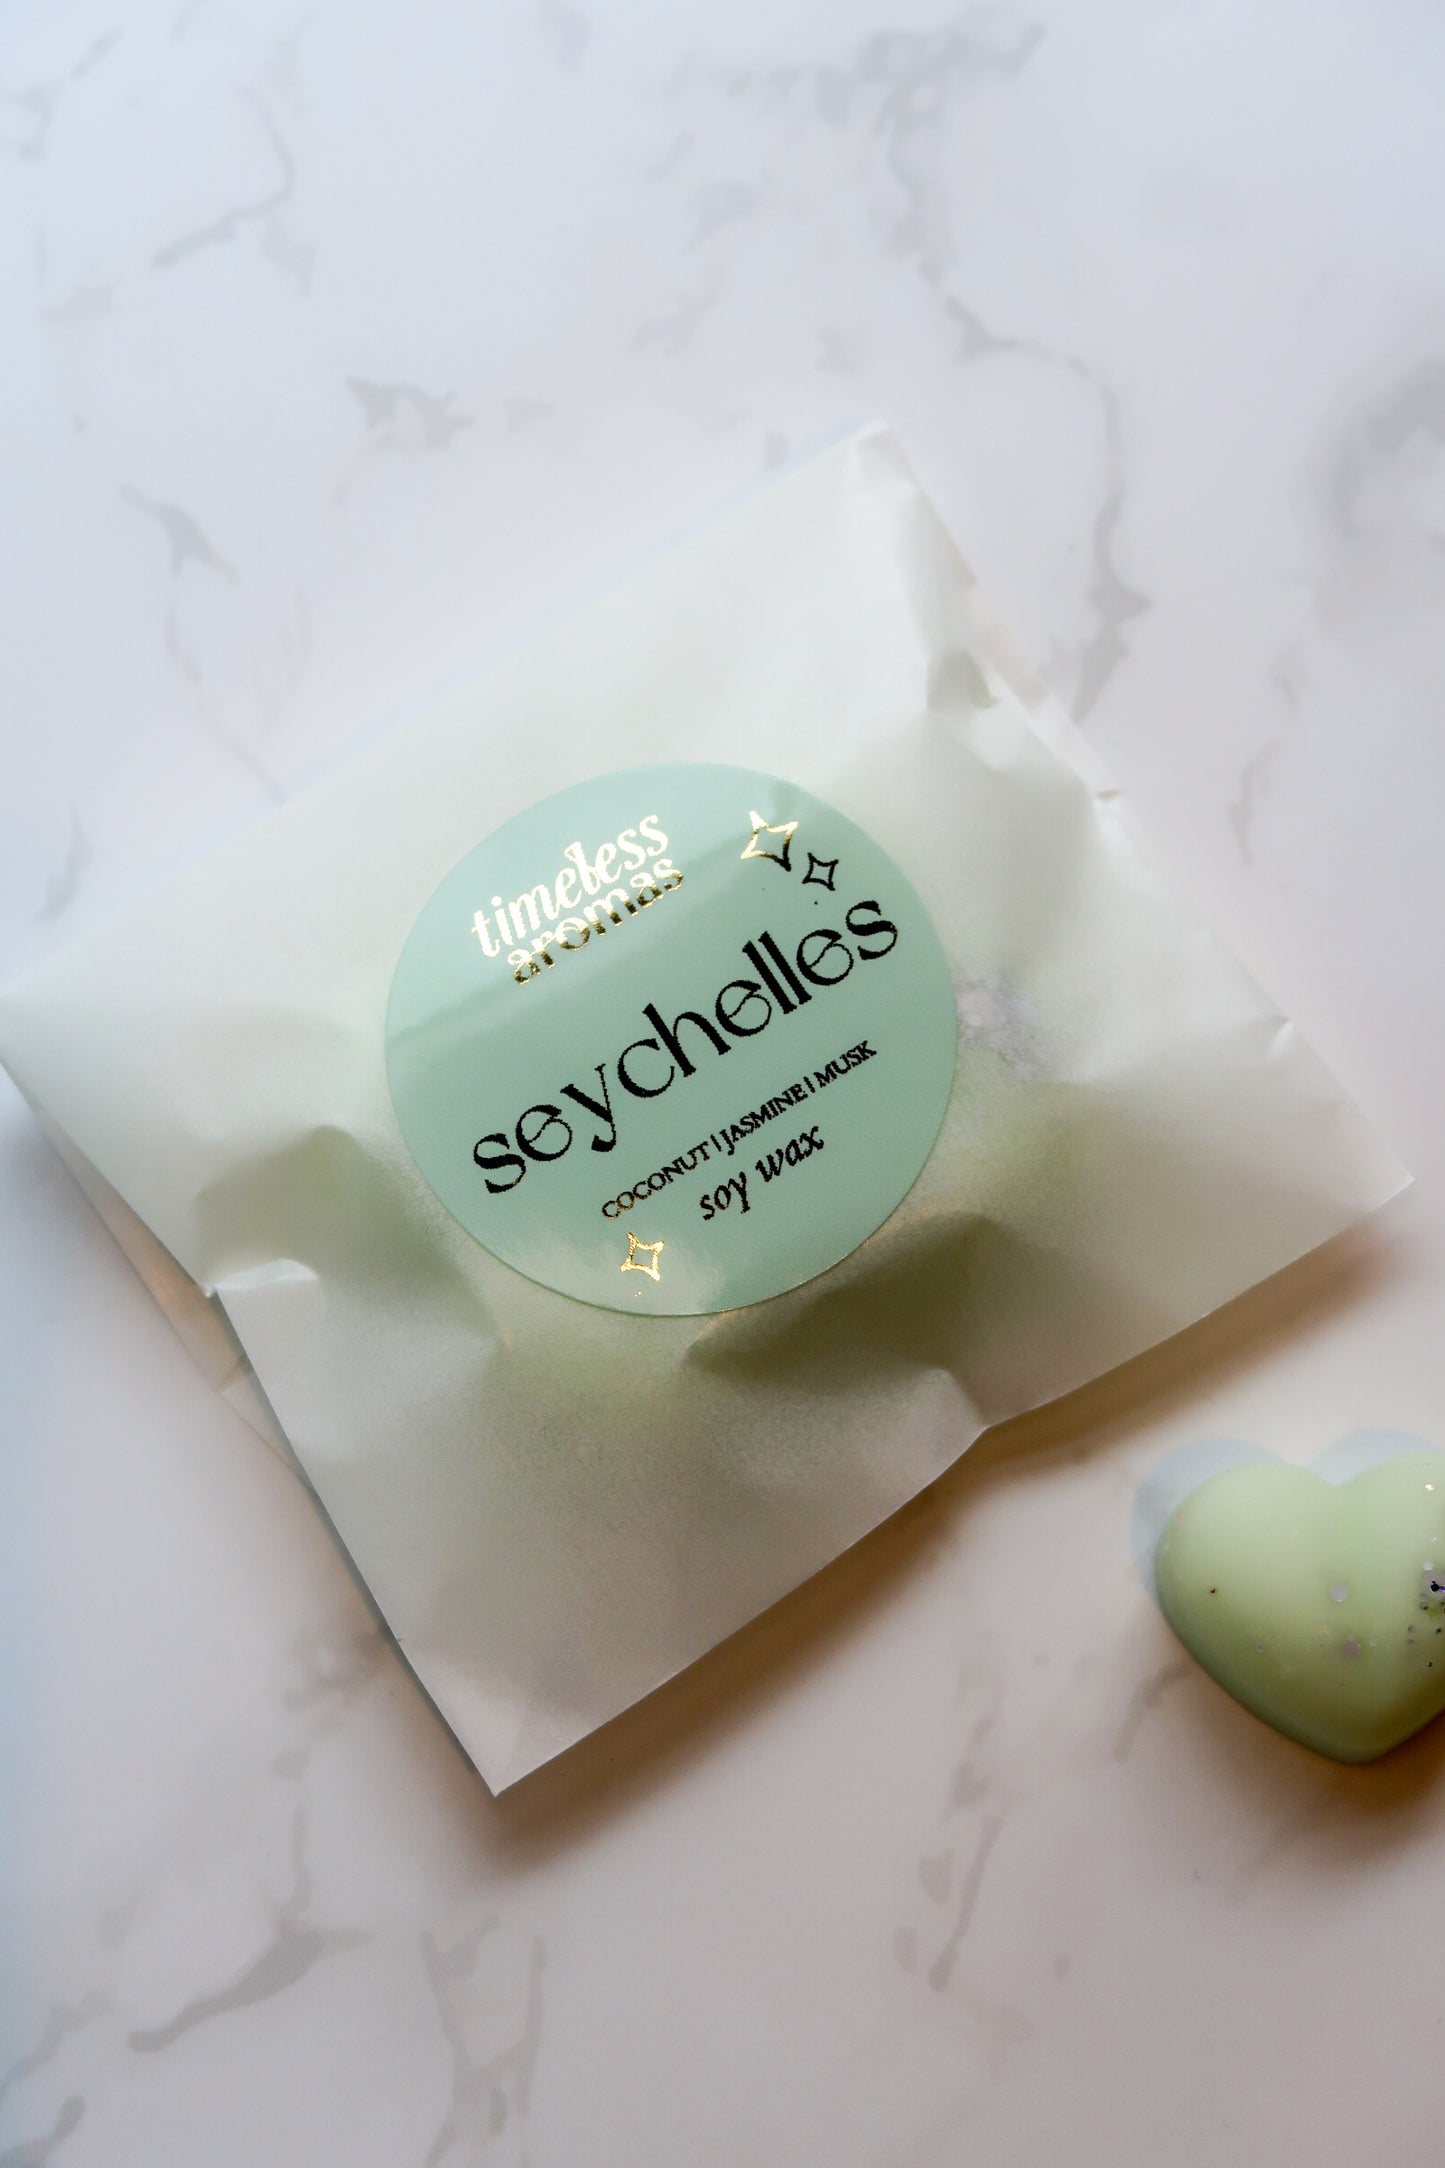 timeless
aromas
seychelles
COCONUT | JASMINE | MUSK
soy wax